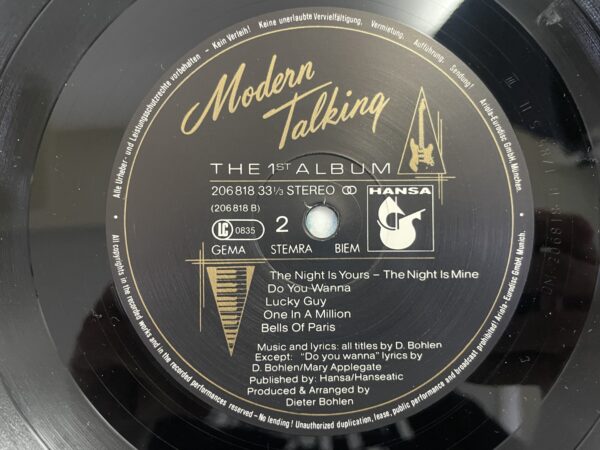 Alle Urheber- und Leistungsschutzrechte vorbehalten – Kein Verleih! Keine unerlaubte Vervielfältigung, Vermietung, Aufführung, Sendung! Ariola-Eurodisc GmbH, München
Modern
Talking
THE 1ST ALBUM
206 818 33 1/3 STEREO
HANSA
(206 818 B)
LC 0835
2
GEMA STEMRA BIEM
The Night Is Yours – The Night Is Mine
Do You Wanna
Lucky Guy
One In A Million
Bells Of Paris
Music and lyrics: all titles by D. Bohlen
Except: "Do you wanna" lyrics by
D. Bohlen/Mary Applegate
Published by: Hansa/Hanseatic
Produced & Arranged by
Dieter Bohlen
All copyrights in the recorded works and in the recorded performances reserved – No lending! Unauthorized duplication, lease, public performance and broadcast prohibited! Ariola-Eurodisc GmbH, Munich.